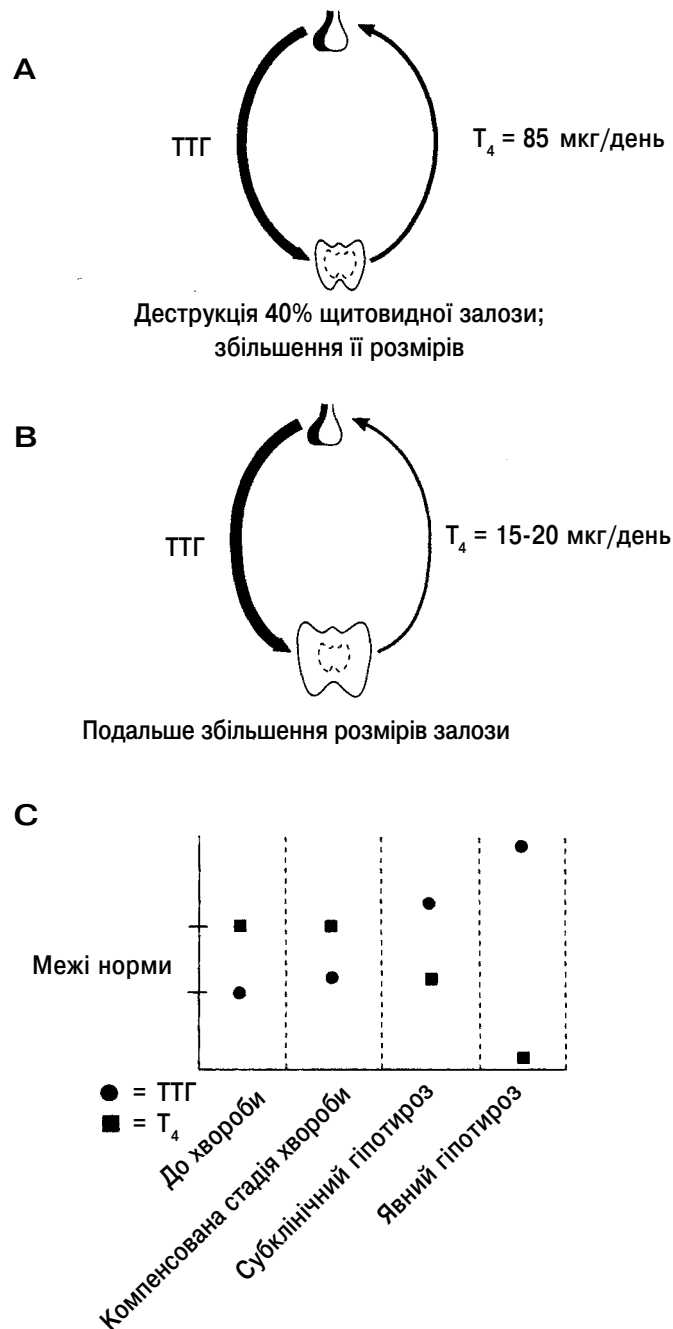 A
ТТГ
T₄ = 85 мкг/день
Деструкція 40% щитовидної залози;
збільшення її розмірів
B
ТТГ
T₄ = 15-20 мкг/день
Подальше збільшення розмірів залози
C
Межі норми
● = ТТГ
■ = T₄
До хвороби
Компенсована стадія хвороби
Субклінічний гіпотироз
Явний гіпотироз